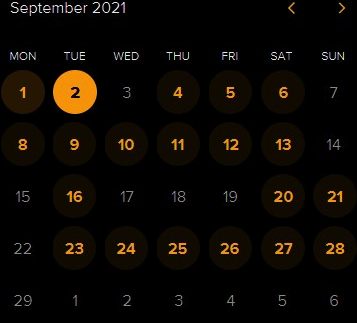 September 2021
MON TUE WED THU FRI SAT SUN
1 2 3 4 5 6 7
8 9 10 11 12 13 14
15 16 17 18 19 20 21
22 23 24 25 26 27 28
29 1 2 3 4 5 6